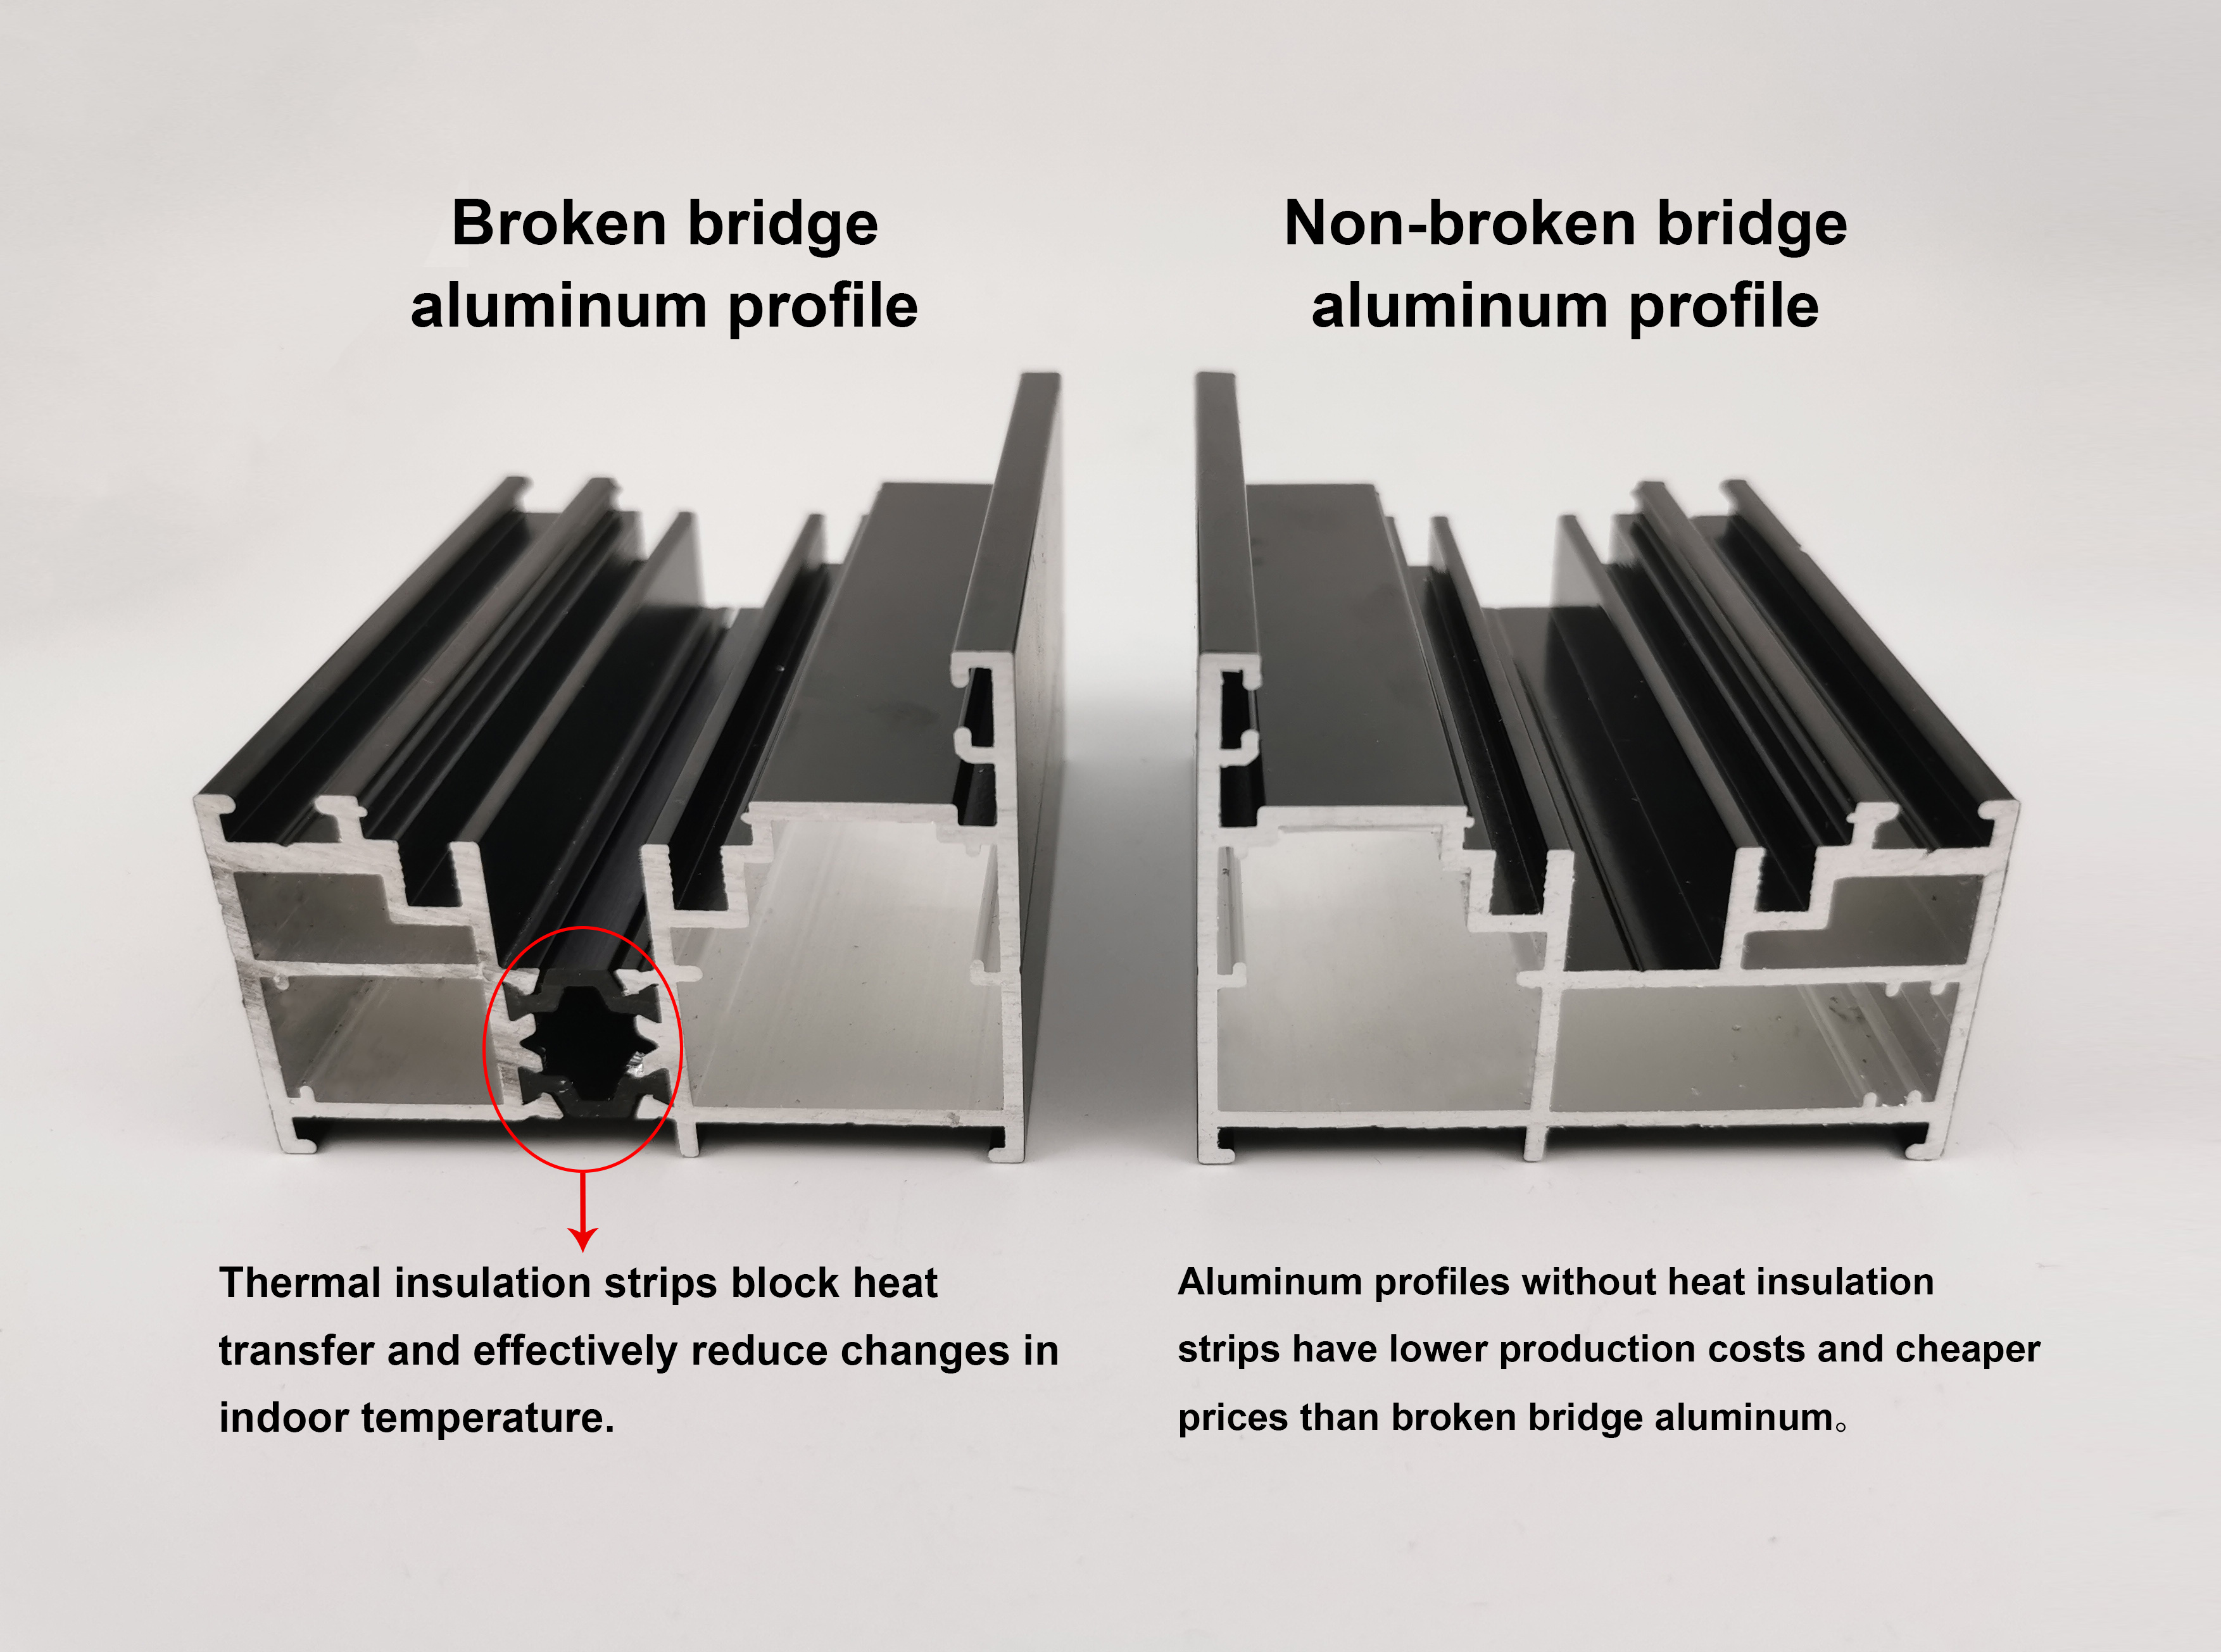 Broken bridge
aluminum profile
Non-broken bridge
aluminum profile
Thermal insulation strips block heat
transfer and effectively reduce changes in
indoor temperature.
Aluminum profiles without heat insulation
strips have lower production costs and cheaper
prices than broken bridge aluminum。